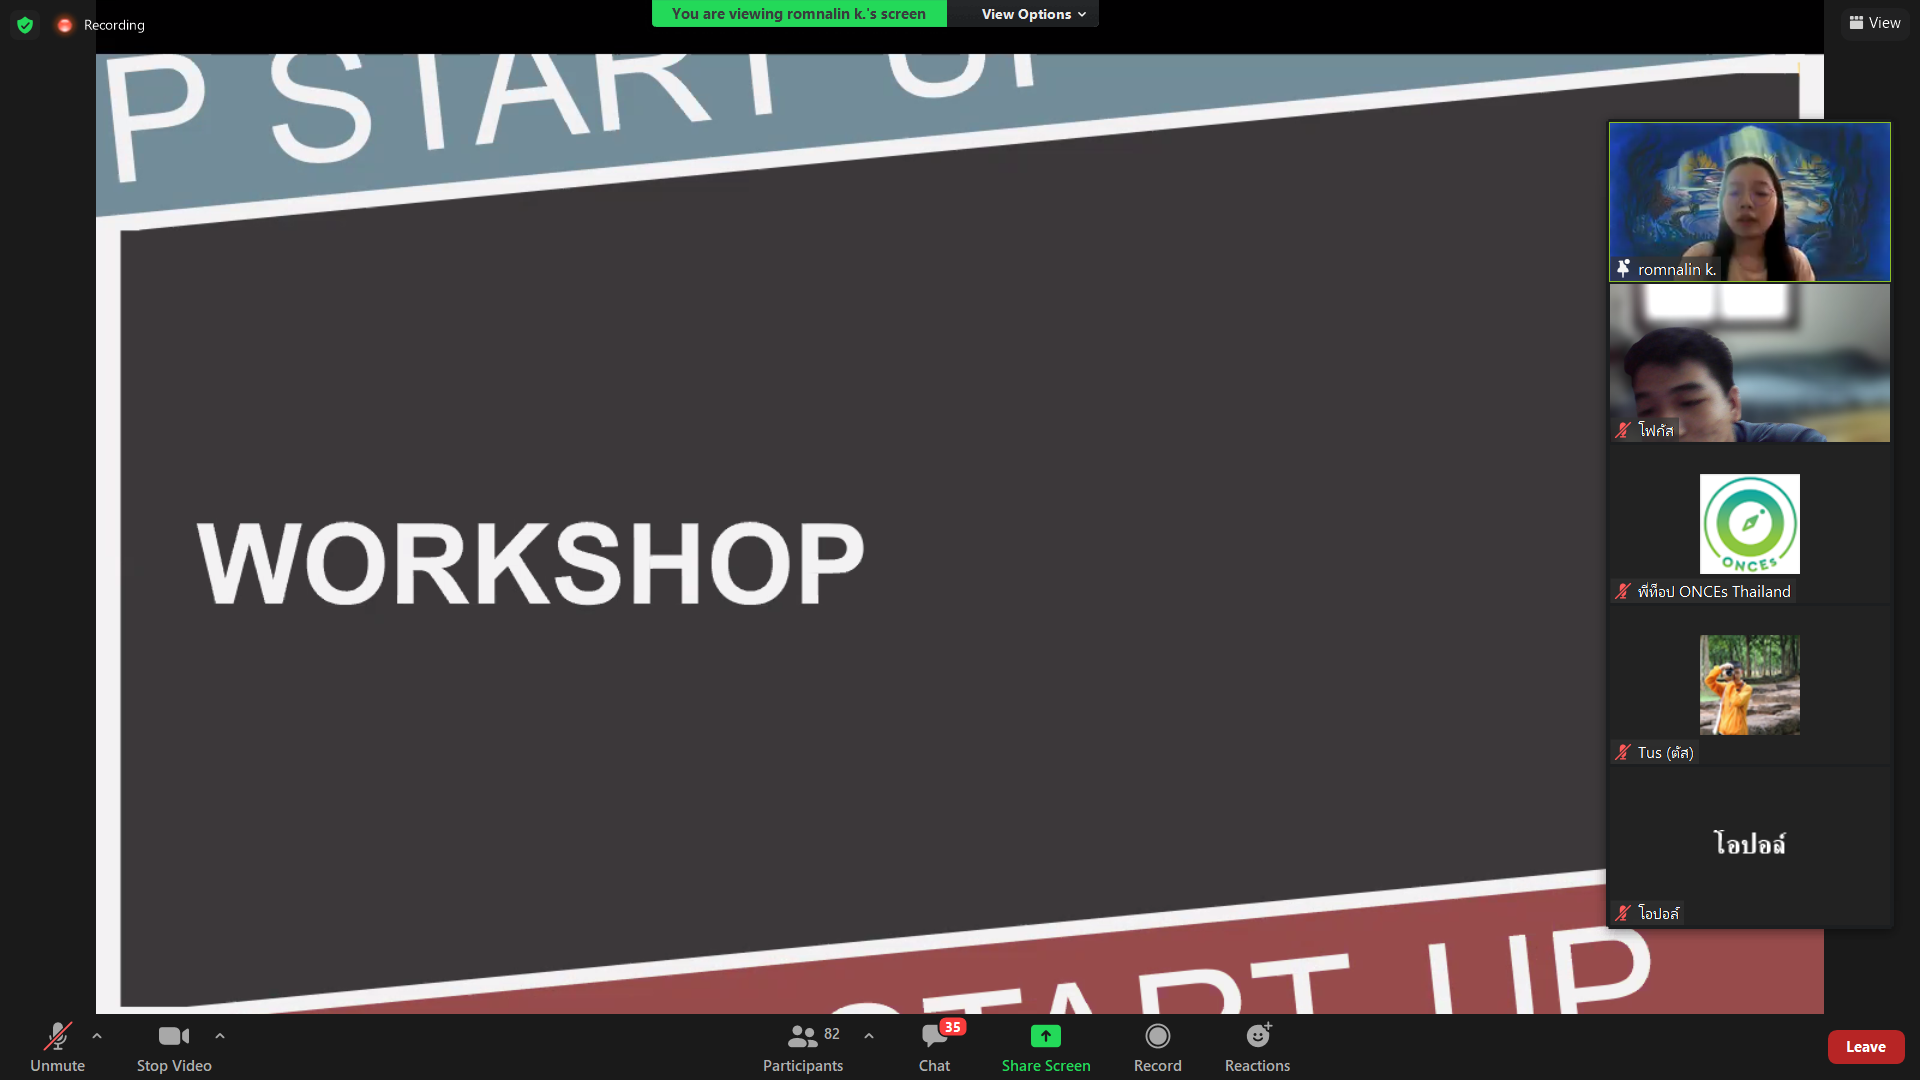 Recording
You are viewing romnalin k.'s screen
View Options
View
P START UP
WORKSHOP
START UP
romnalin k.
โฟกัส
ONCEs
พี่ท็อป ONCEs Thailand
Tus (ตัส)
โอปอล์
โอปอล์
Unmute
Stop Video
Participants
82
Chat
35
Share Screen
Record
Reactions
Leave